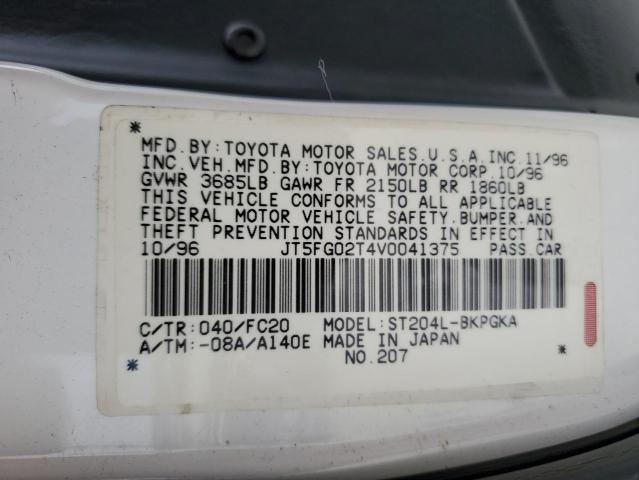 MFD.BY:TOYOTA MOTOR SALES.U.S.A.INC.11/96
INC.VEH.MFD.BY:TOYOTA MOTOR CORP.10/96
GVWR 3685LB GAWR FR 2150LB RR 1860LB
THIS VEHICLE CONFORMS TO ALL APPLICABLE
FEDERAL MOTOR VEHICLE SAFETY.BUMPER.AND
THEFT PREVENTION STANDARDS IN EFFECT IN
10/96 JT5FG02T4V0041375 PASS.CAR
C/TR:040/FC20 MODEL:ST204L-BKPGKA
A/TM:-08A/A140E MADE IN JAPAN
NO.207